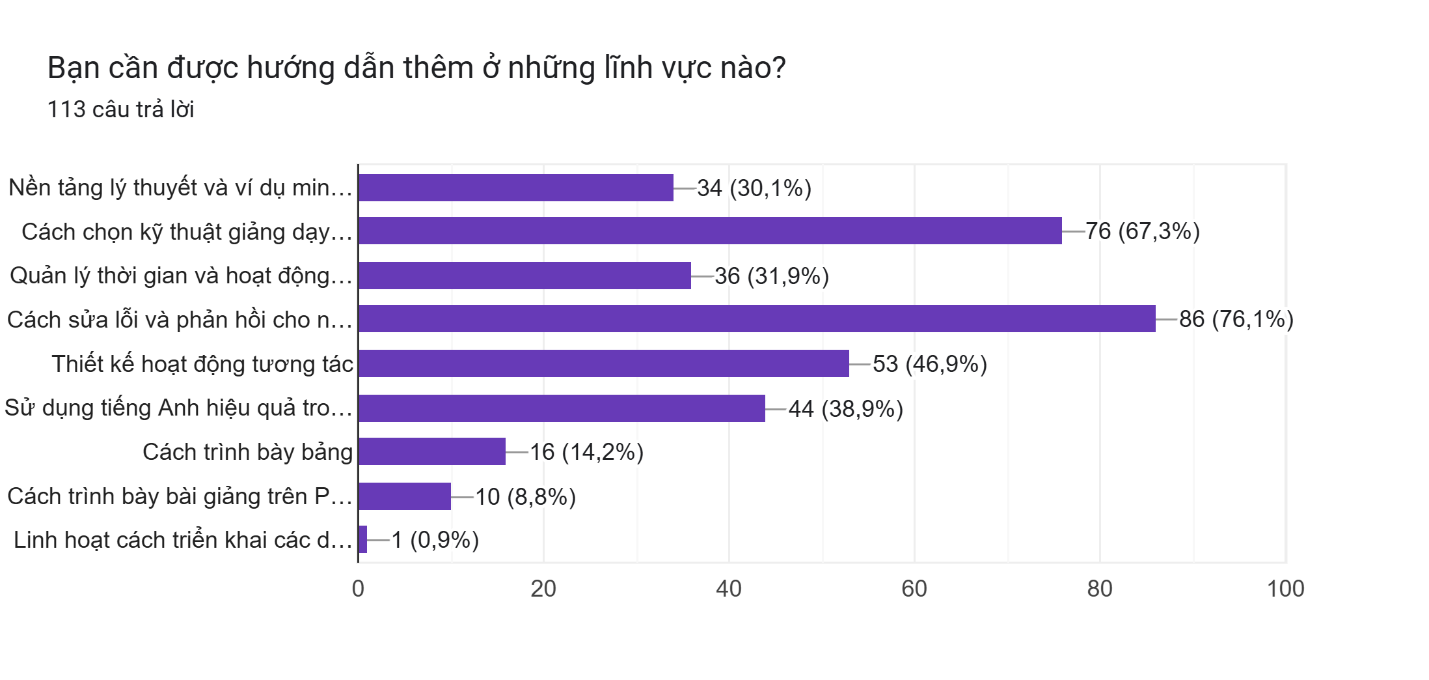 Bạn cần được hướng dẫn thêm ở những lĩnh vực nào?
113 câu trả lời
Nền tảng lý thuyết và ví dụ min…
34 (30,1%)
Cách chọn kỹ thuật giảng dạy…
76 (67,3%)
Quản lý thời gian và hoạt động…
36 (31,9%)
Cách sửa lỗi và phản hồi cho n…
86 (76,1%)
Thiết kế hoạt động tương tác
53 (46,9%)
Sử dụng tiếng Anh hiệu quả tro…
44 (38,9%)
Cách trình bày bảng
16 (14,2%)
Cách trình bày bài giảng trên P…
10 (8,8%)
Linh hoạt cách triển khai các d…
1 (0,9%)
0 20 40 60 80 100